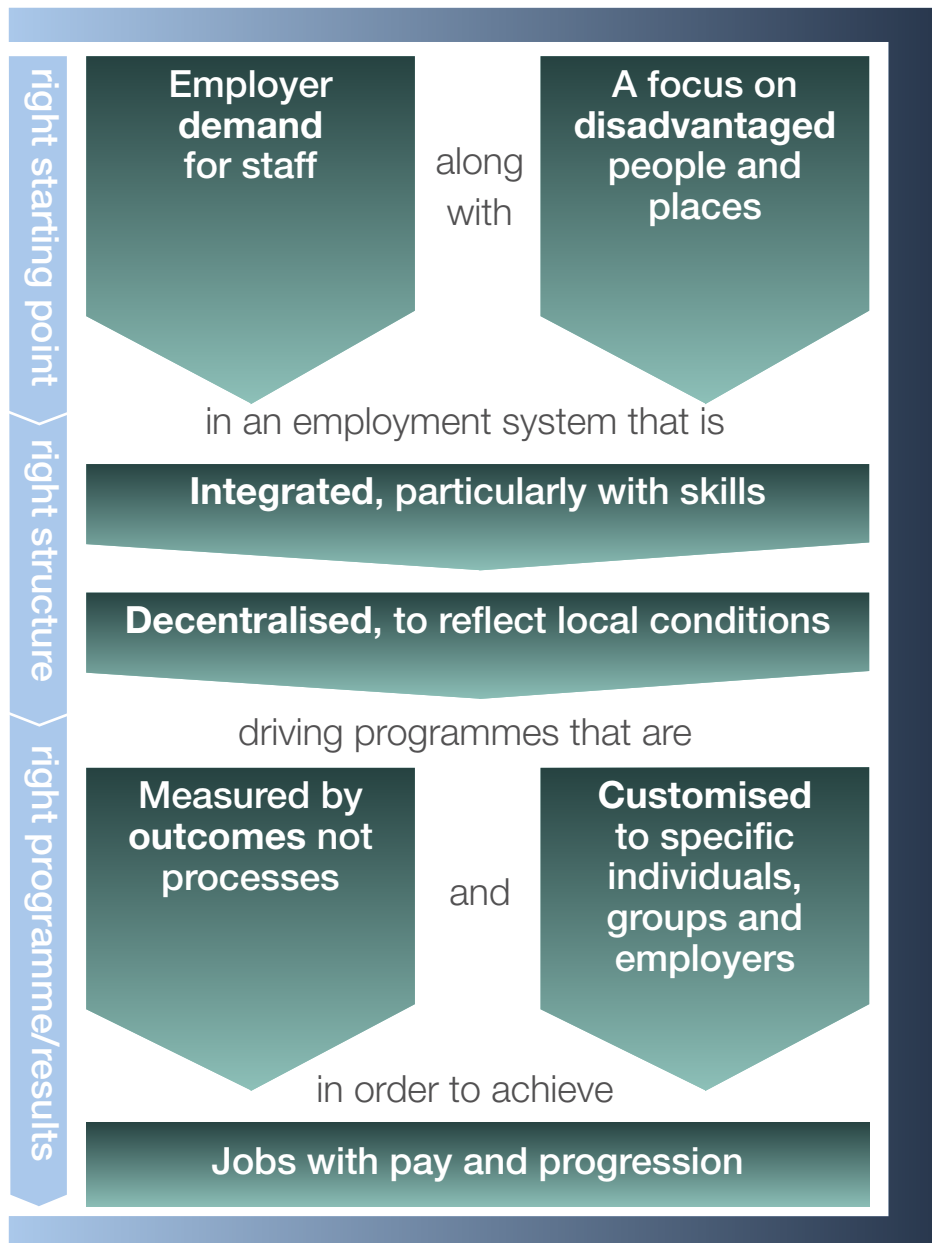 right starting point
Employer
demand
for staff
along
with
A focus on
disadvantaged
people and
places
in an employment system that is
right structure
Integrated, particularly with skills
Decentralised, to reflect local conditions
driving programmes that are
right programme/results
Measured by
outcomes not
processes
and
Customised
to specific
individuals,
groups and
employers
in order to achieve
Jobs with pay and progression